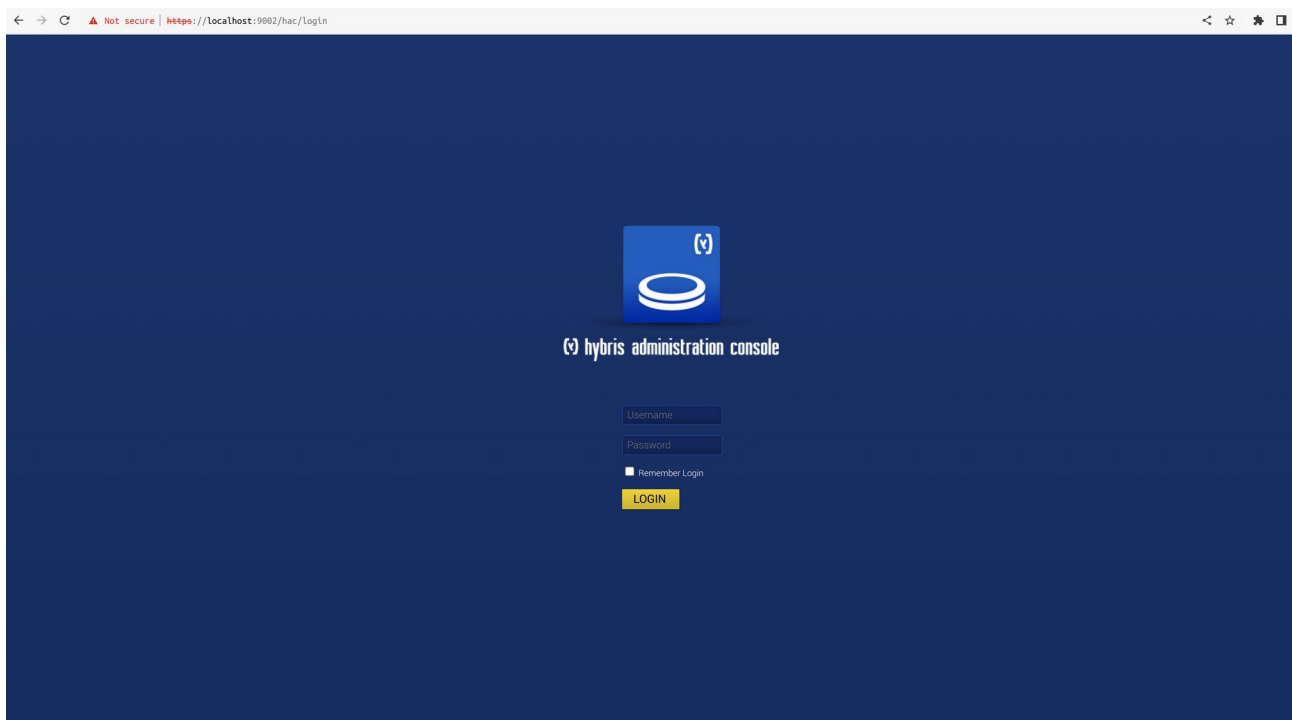 Not secure https://localhost:9002/hac/login
(y) hybris administration console
Username
Password
Remember Login
LOGIN